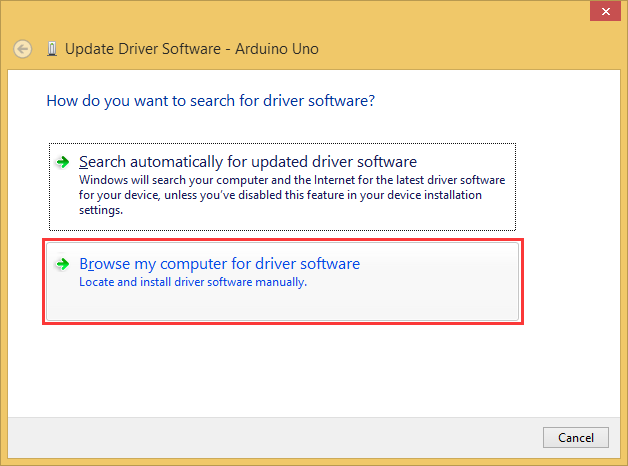 Update Driver Software - Arduino Uno
How do you want to search for driver software?
Search automatically for updated driver software
Windows will search your computer and the Internet for the latest driver software
for your device, unless you've disabled this feature in your device installation
settings.
Browse my computer for driver software
Locate and install driver software manually.
Cancel